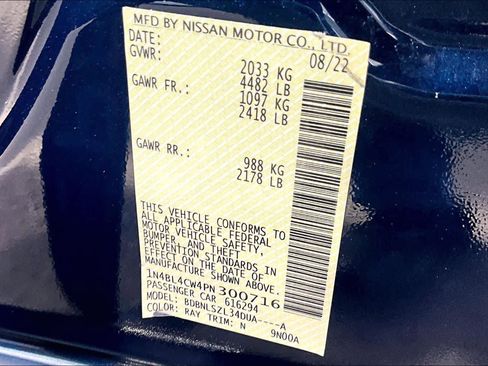 MFD BY NISSAN MOTOR CO., LTD.
DATE: 08/22
GVWR: 2033 KG
4482 LB
GAWR FR.: 1097 KG
2418 LB
GAWR RR.: 988 KG
2178 LB
THIS VEHICLE CONFORMS TO
ALL APPLICABLE FEDERAL
MOTOR VEHICLE SAFETY,
BUMPER, AND THEFT
PREVENTION STANDARDS IN
EFFECT ON THE DATE OF
MANUFACTURE SHOWN ABOVE.
1N4BL4CW4PN300716
PASSENGER CAR 616294
MODEL: BDBNLSZL34DUA----A
COLOR: RAY TRIM: N 9N00A